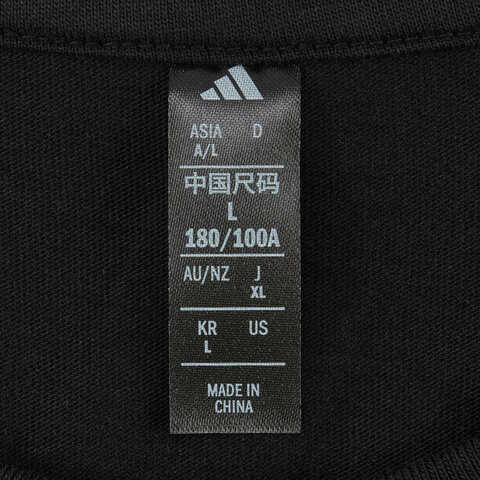 ASIA D
A/L
中国尺码
L
180/100A
AU/NZ J
XL
KR US
L
MADE IN
CHINA